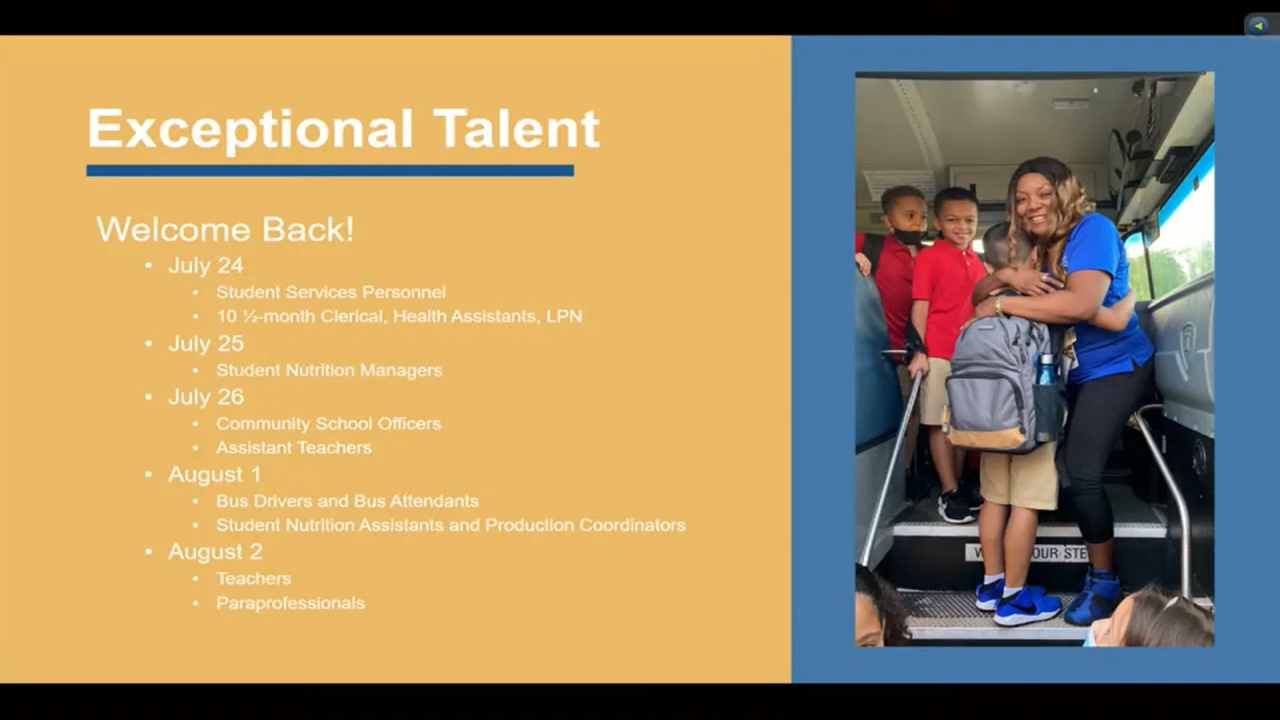 Exceptional Talent
Welcome Back!
• July 24
• Student Services Personnel
• 10 ½-month Clerical, Health Assistants, LPN
• July 25
• Student Nutrition Managers
• July 26
• Community School Officers
• Assistant Teachers
• August 1
• Bus Drivers and Bus Attendants
• Student Nutrition Assistants and Production Coordinators
• August 2
• Teachers
• Paraprofessionals
OUR STE